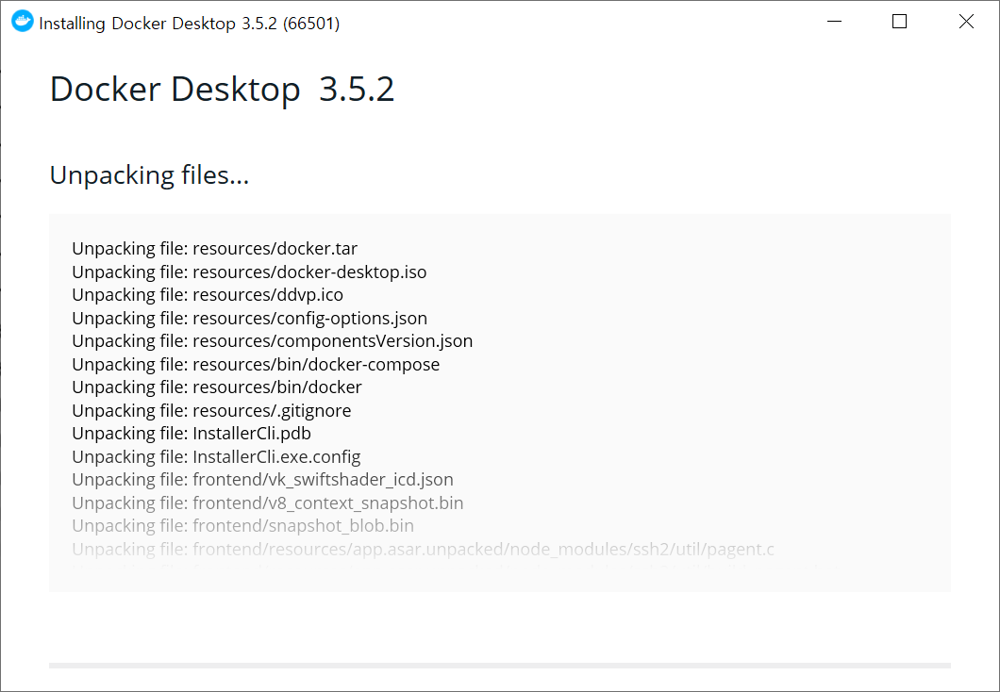 Installing Docker Desktop 3.5.2 (66501)
Docker Desktop 3.5.2
Unpacking files...
Unpacking file: resources/docker.tar
Unpacking file: resources/docker-desktop.iso
Unpacking file: resources/ddvp.ico
Unpacking file: resources/config-options.json
Unpacking file: resources/componentsVersion.json
Unpacking file: resources/bin/docker-compose
Unpacking file: resources/bin/docker
Unpacking file: resources/.gitignore
Unpacking file: InstallerCli.pdb
Unpacking file: InstallerCli.exe.config
Unpacking file: frontend/vk_swiftshader_icd.json
Unpacking file: frontend/v8_context_snapshot.bin
Unpacking file: frontend/snapshot_blob.bin
Unpacking file: frontend/resources/app.asar.unpacked/node_modules/ssh2/util/pagent.c